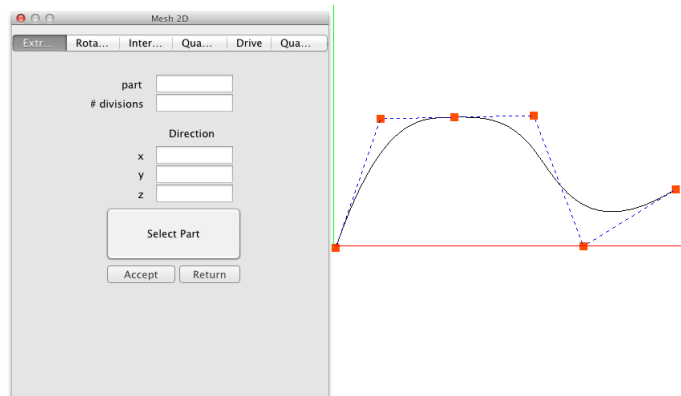 Mesh 2D
Extr... Rota... Inter... Qua... Drive Qua...
part
# divisions
Direction
x
y
z
Select Part
Accept Return